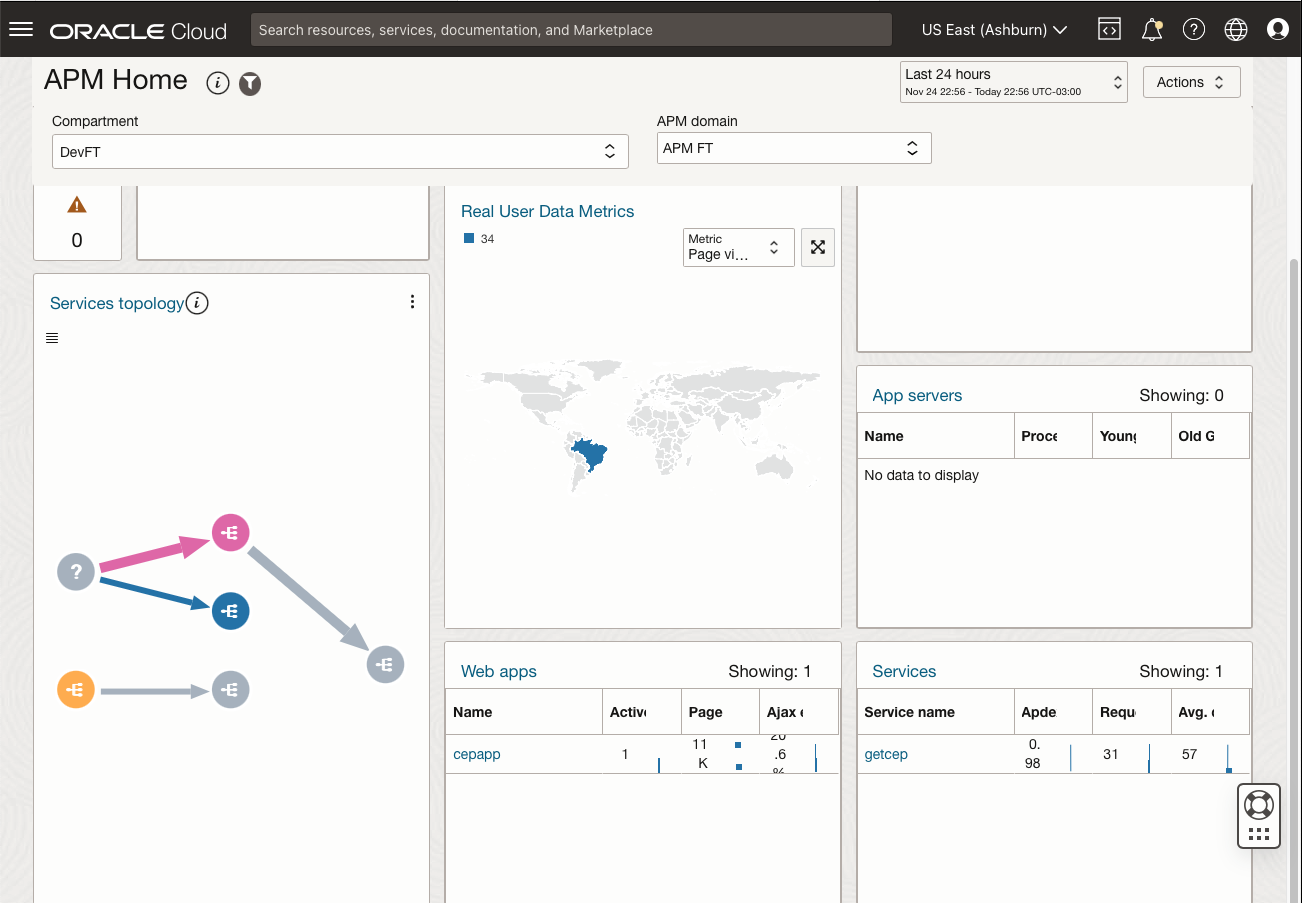 ORACLE Cloud
Search resources, services, documentation, and Marketplace
US East (Ashburn)
APM Home
Last 24 hours
Nov 24 22:56 - Today 22:56 UTC-03:00
Actions
Compartment
DevFT
APM domain
APM FT
0
Real User Data Metrics
34
Metric
Page vi...
Services topology
?
App servers
Showing: 0
Name
Proce
Young
Old G
No data to display
Web apps
Showing: 1
Name
Active
Page
Ajax
cepapp
1
11
K
20
.6
%
Services
Showing: 1
Service name
Apde
Requ
Avg.
getcep
0.
98
31
57